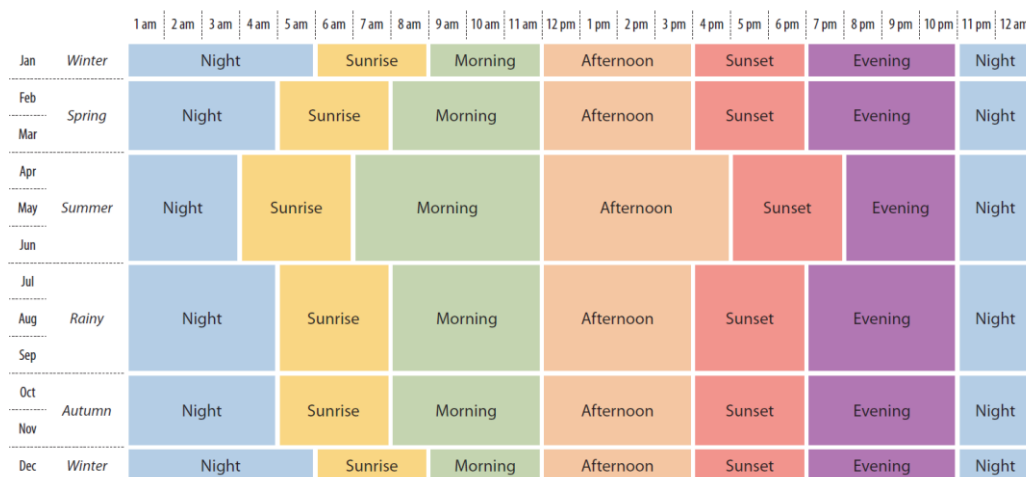 1 am 2 am 3 am 4 am 5 am 6 am 7 am 8 am 9 am 10 am 11 am 12 pm 1 pm 2 pm 3 pm 4 pm 5 pm 6 pm 7 pm 8 pm 9 pm 10 pm 11 pm 12 am
Jan Winter Night Sunrise Morning Afternoon Sunset Evening Night
Feb
Spring Night Sunrise Morning Afternoon Sunset Evening Night
Mar
Apr
May Summer Night Sunrise Morning Afternoon Sunset Evening Night
Jun
Jul
Aug Rainy Night Sunrise Morning Afternoon Sunset Evening Night
Sep
Oct
Autumn Night Sunrise Morning Afternoon Sunset Evening Night
Nov
Dec Winter Night Sunrise Morning Afternoon Sunset Evening Night